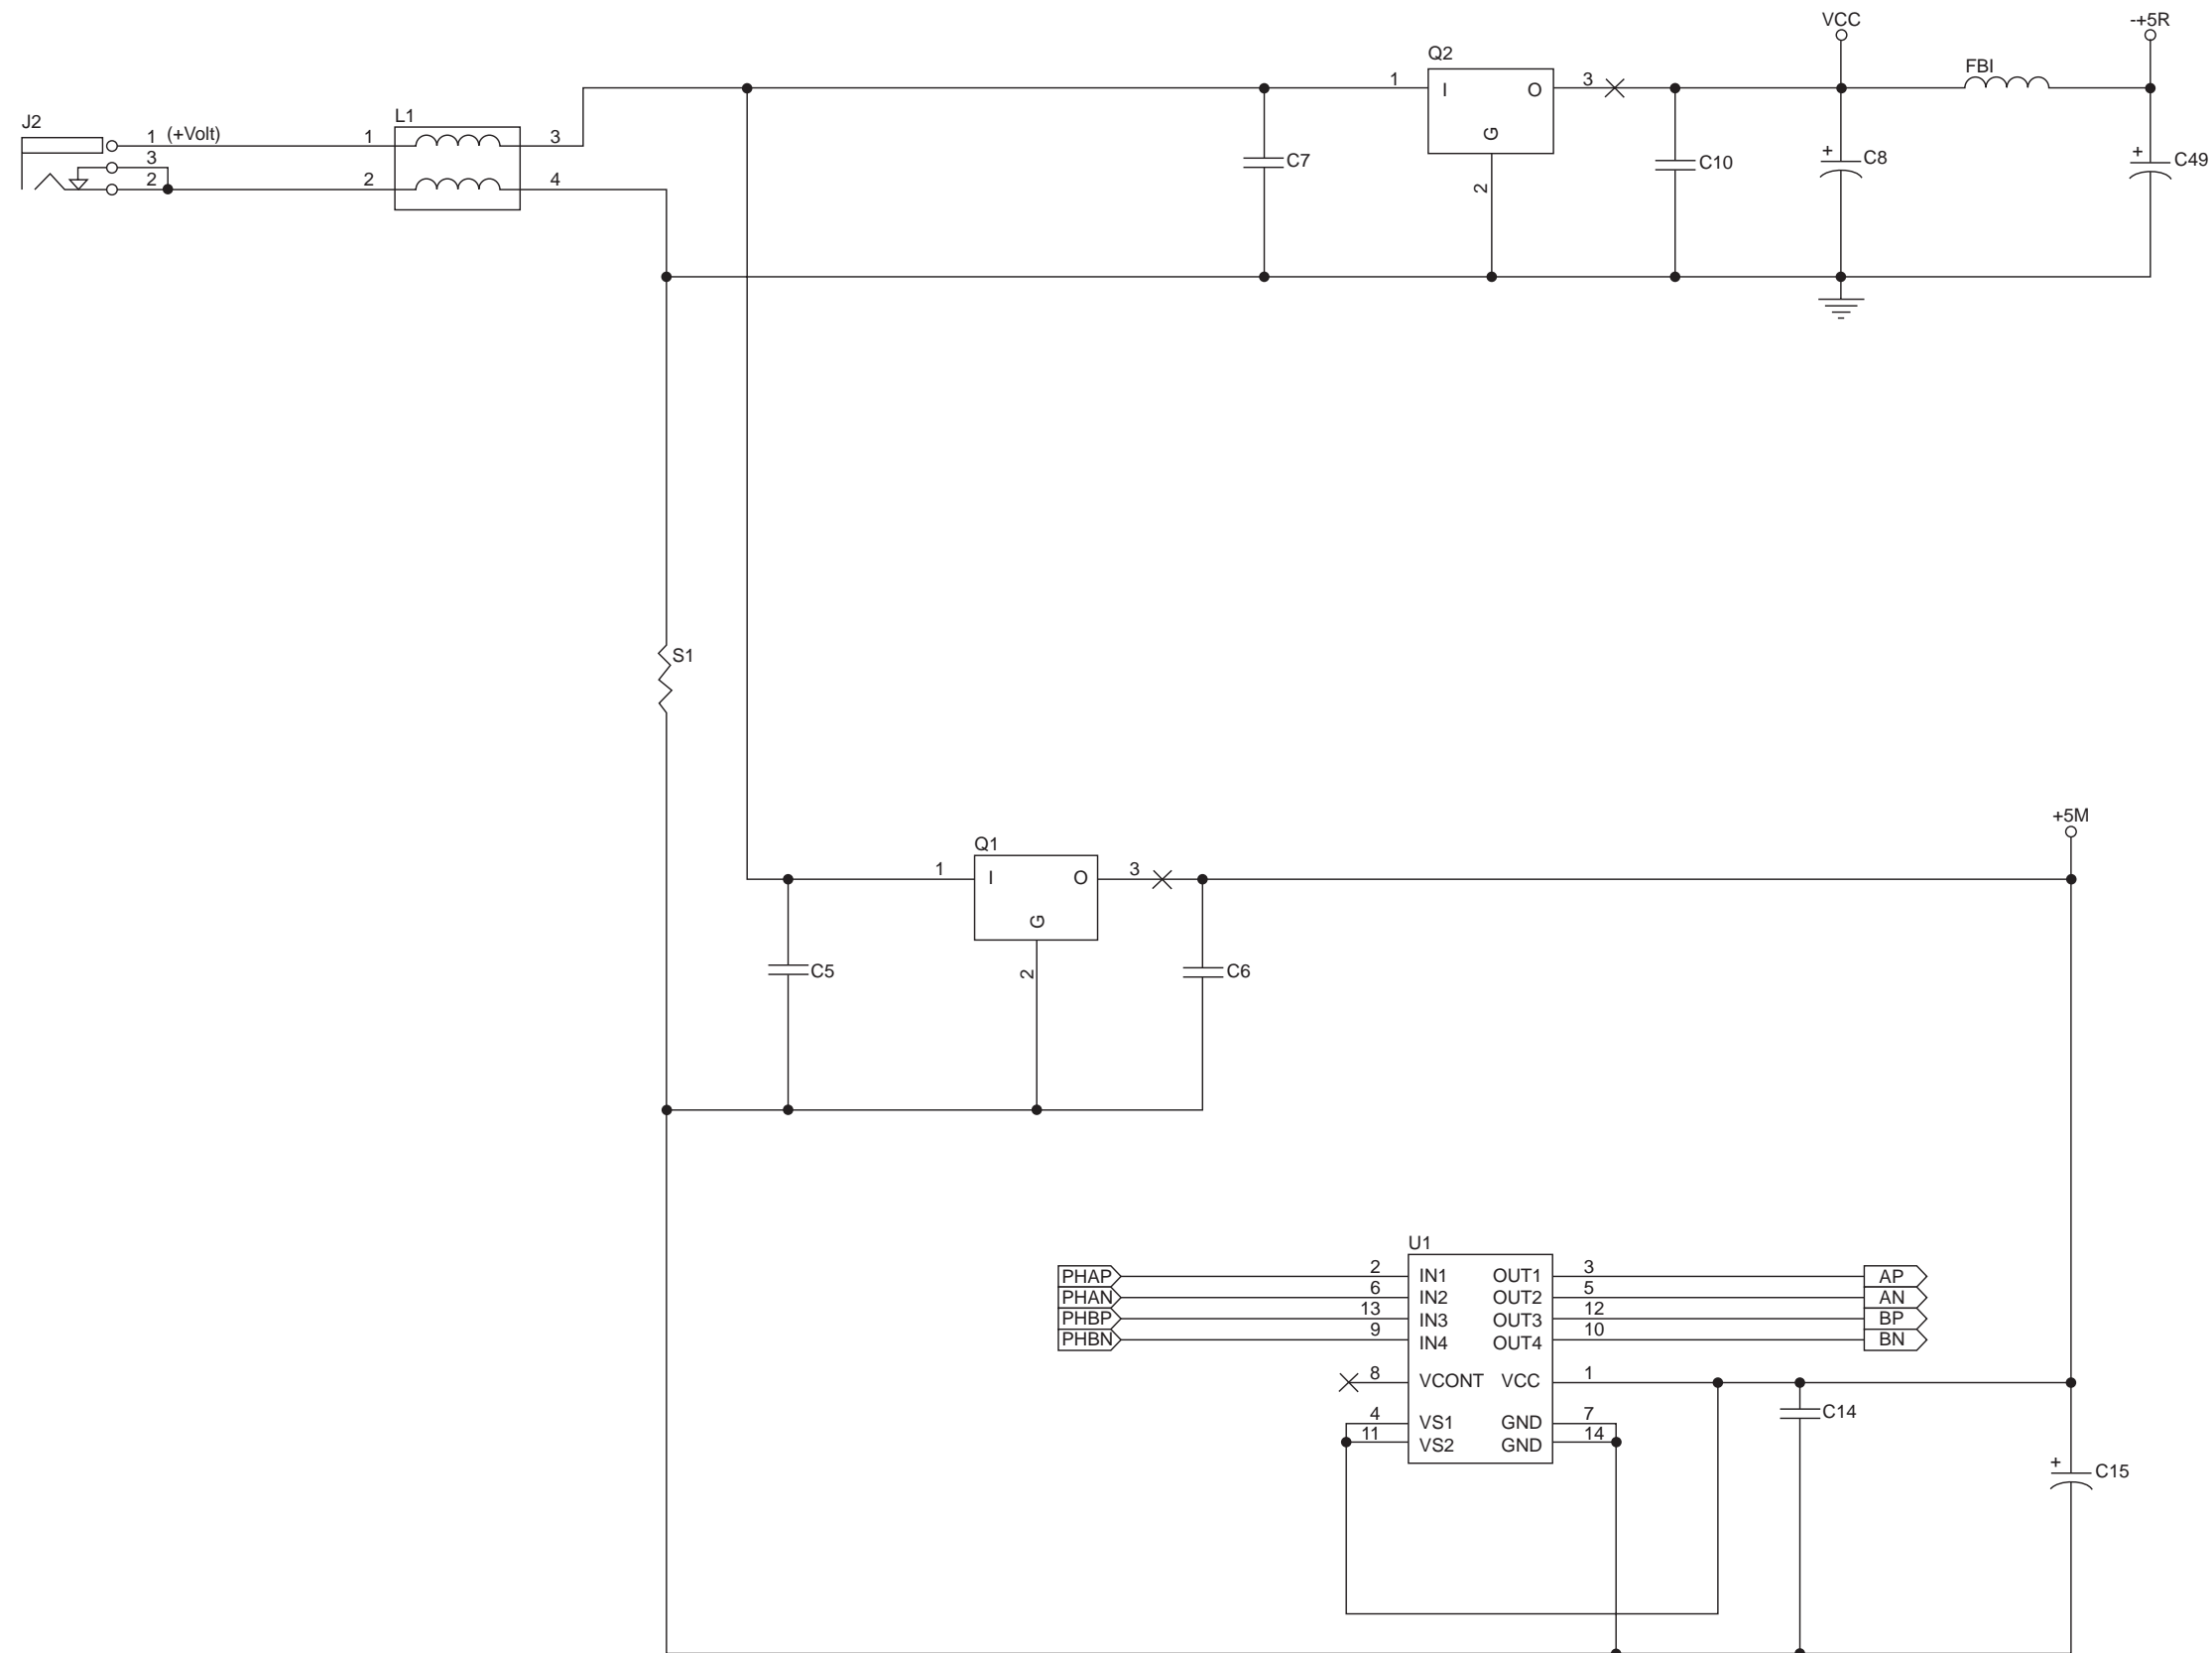 VCC
-+5R
Q2
1
I
O
3
G
2
FBI
J2
1 (+Volt)
3
2
L1
1
3
2
4
C7
C10
+
C8
+
C49
S1
+5M
Q1
1
I
O
3
G
2
C5
C6
U1
PHAP
2
IN1
OUT1
3
AP
PHAN
6
IN2
OUT2
5
AN
PHBP
13
IN3
OUT3
12
BP
PHBN
9
IN4
OUT4
10
BN
8
VCONT
VCC
1
C14
4
VS1
GND
7
11
VS2
GND
14
+
C15